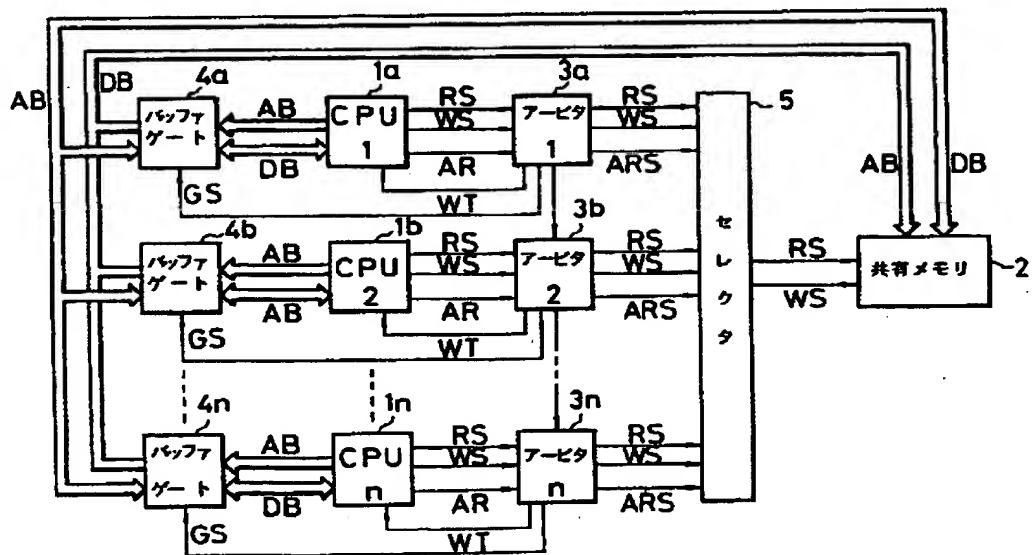 4a
1a
3a
5
AB
DB
バッファ
ゲート
AB
DB
CPU
1
RS
WS
AR
アービタ
1
RS
WS
ARS
GS
WT
AB
DB
4b
1b
3b
バッファ
ゲート
AB
AB
CPU
2
RS
WS
AR
アービタ
2
RS
WS
ARS
GS
WT
セレクタ
RS
WS
共有メモリ
2
4n
1n
3n
バッファ
ゲート
AB
DB
CPU
n
RS
WS
AR
アービタ
n
RS
WS
ARS
GS
WT